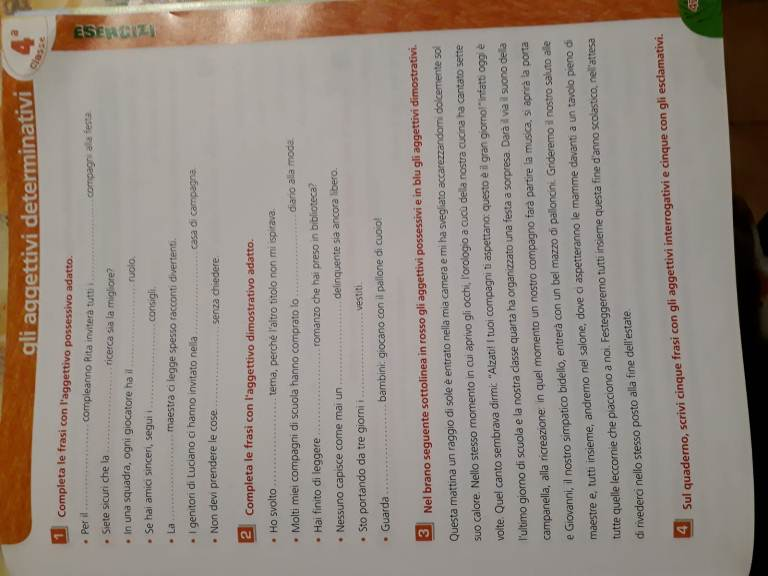 gli aggettivi determinativi
4ª
classe
ESERCIZI
1 Completa le frasi con l'aggettivo possessivo adatto.
• Per il .......... compleanno Rita inviterà tutti i .......... compagni alla festa.
• Siete sicuri che la .......... ricerca sia la migliore?
• In una squadra, ogni giocatore ha il .......... ruolo.
• Se hai amici sinceri, segui i .......... consigli.
• La .......... maestra ci legge spesso racconti divertenti.
• I genitori di Luciano ci hanno invitato nella .......... casa di campagna.
• Non devi prendere le cose .......... senza chiedere.
2 Completa le frasi con l'aggettivo dimostrativo adatto.
• Ho svolto .......... tema, perché l'altro titolo non mi ispirava.
• Molti miei compagni di scuola hanno comprato lo .......... diario alla moda.
• Hai finito di leggere .......... romanzo che hai preso in biblioteca?
• Nessuno capisce come mai un .......... delinquente sia ancora libero.
• Sto portando da tre giorni i .......... vestiti.
• Guarda .......... bambini: giocano con il pallone di cuoio!
3 Nel brano seguente sottolinea in rosso gli aggettivi possessivi e in blu gli aggettivi dimostrativi.
Questa mattina un raggio di sole è entrato nella mia camera e mi ha svegliato accarezzandomi dolcemente sol
suo calore. Nello stesso momento in cui aprivo gli occhi, l'orologio a cucù della nostra cucina ha cantato sette
volte. Quel canto sembrava dirmi: "Alzati! I tuoi compagni ti aspettano: questo è il gran giorno!"Infatti oggi è
l'ultimo giorno di scuola e la nostra classe quarta ha organizzato una festa a sorpresa. Darà il via il suono della
campanella, alla ricreazione: in quel momento un nostro compagno farà partire la musica, si aprirà la porta
e Giovanni, il nostro simpatico bidello, entrerà con un bel mazzo di palloncini. Grideremo il nostro saluto alle
maestre e, tutti insieme, andremo nel salone, dove ci aspetteranno le mamme davanti a un tavolo pieno di
tutte quelle leccornie che piacciono a noi. Festeggeremo tutti insieme questa fine d'anno scolastico, nell'attesa
di rivederci nello stesso posto alla fine dell'estate.
4 Sul quaderno, scrivi cinque frasi con gli aggettivi interrogativi e cinque con gli esclamativi.